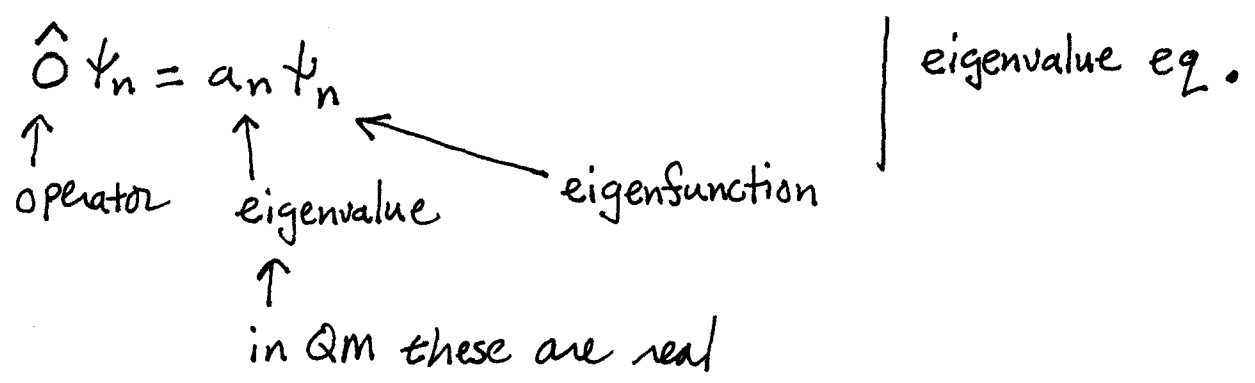 Ô ψn = an ψn
eigenvalue eq.
operator
eigenvalue
eigenfunction
in QM these are real